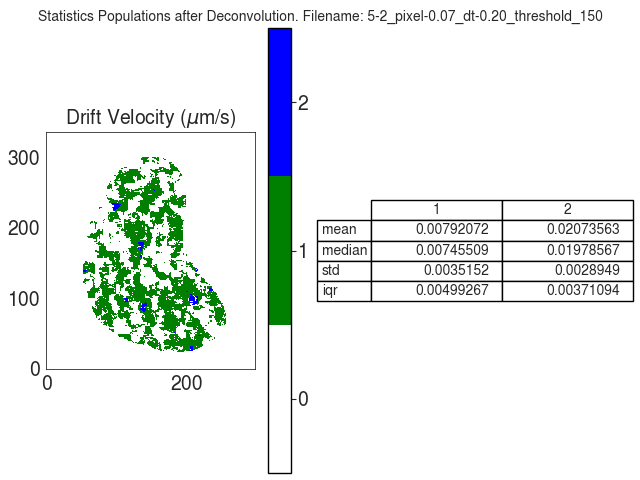 Statistics Populations after Deconvolution. Filename: 5-2_pixel-0.07_dt-0.20_threshold_150
Drift Velocity (μm/s)
300
200
100
0
0 200
2
1
0
1 2
mean 0.00792072 0.02073563
median 0.00745509 0.01978567
std 0.0035152 0.0028949
iqr 0.00499267 0.00371094